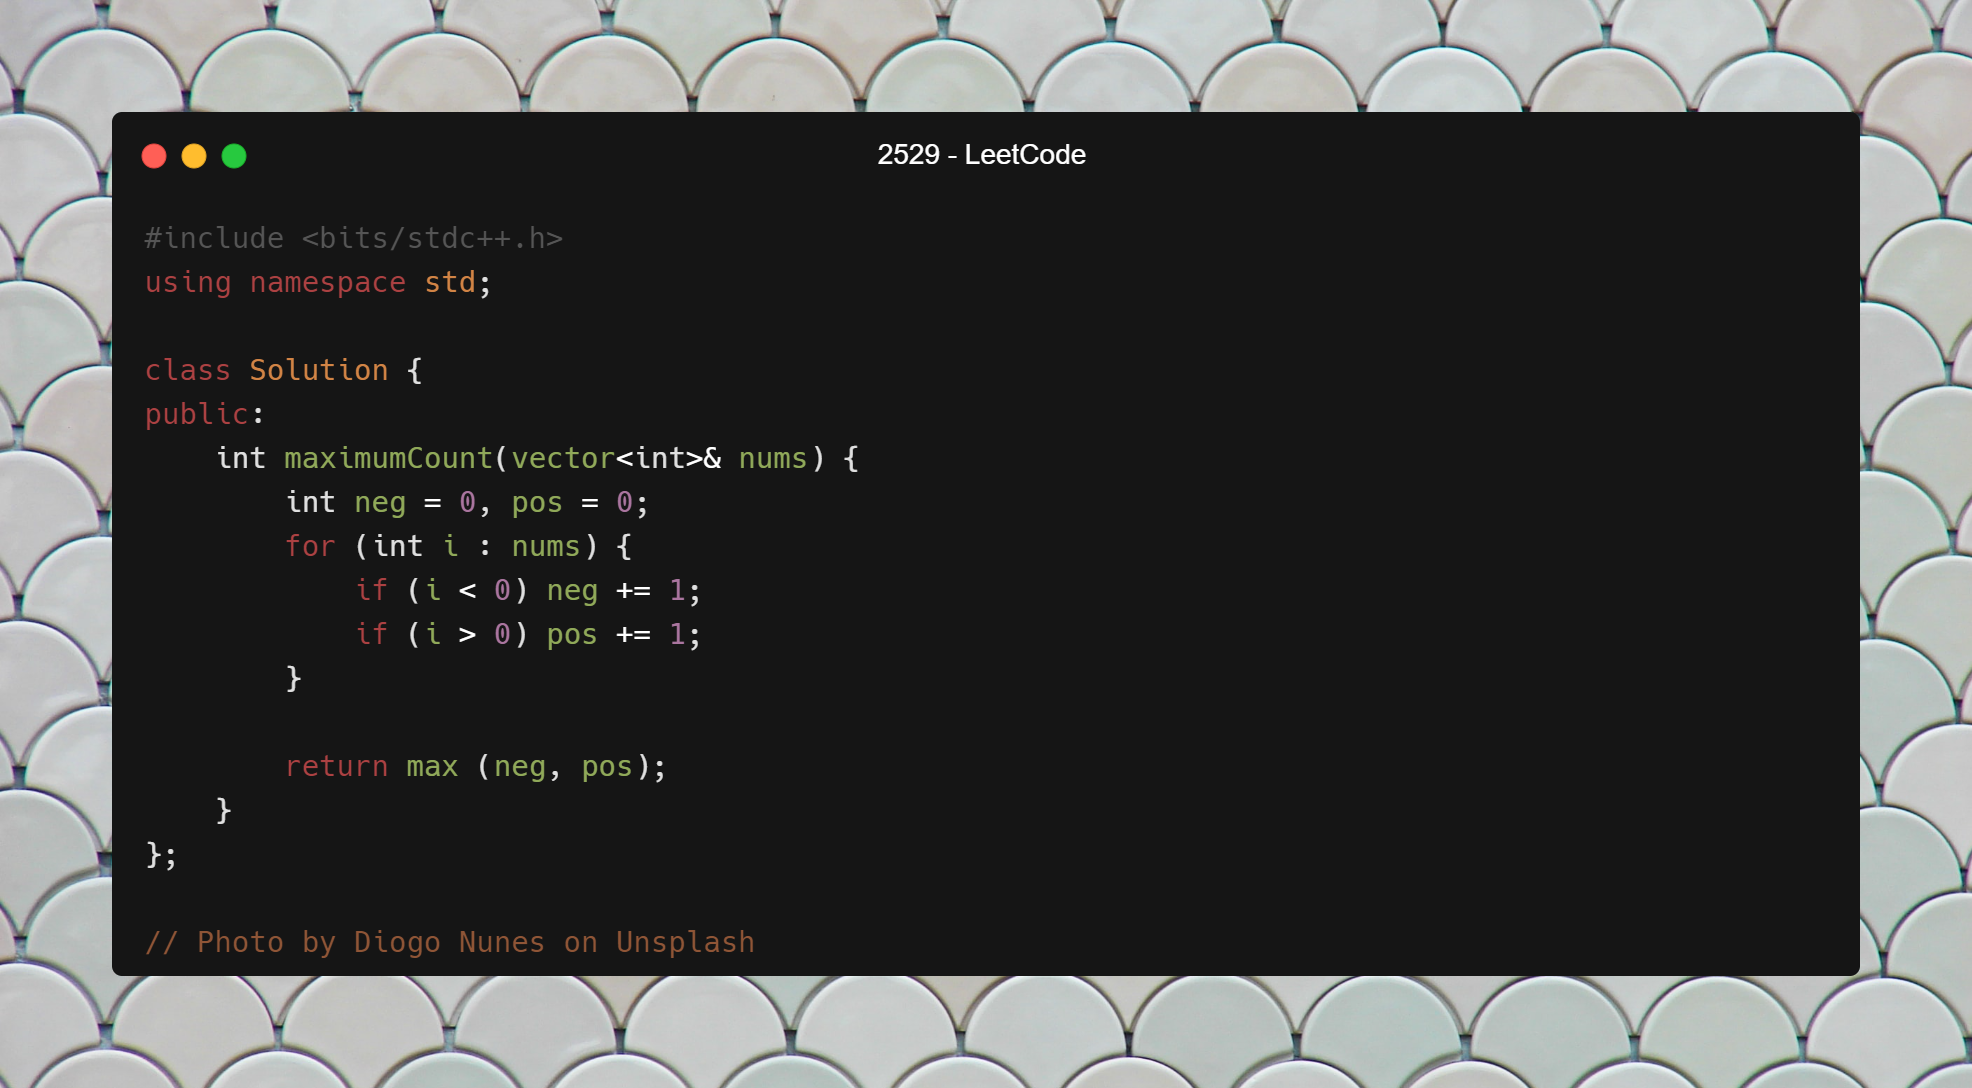 2529 - LeetCode
#include <bits/stdc++.h>
using namespace std;
class Solution {
public:
    int maximumCount(vector<int>& nums) {
        int neg = 0, pos = 0;
        for (int i : nums) {
            if (i < 0) neg += 1;
            if (i > 0) pos += 1;
        }
        return max (neg, pos);
    }
};
// Photo by Diogo Nunes on Unsplash